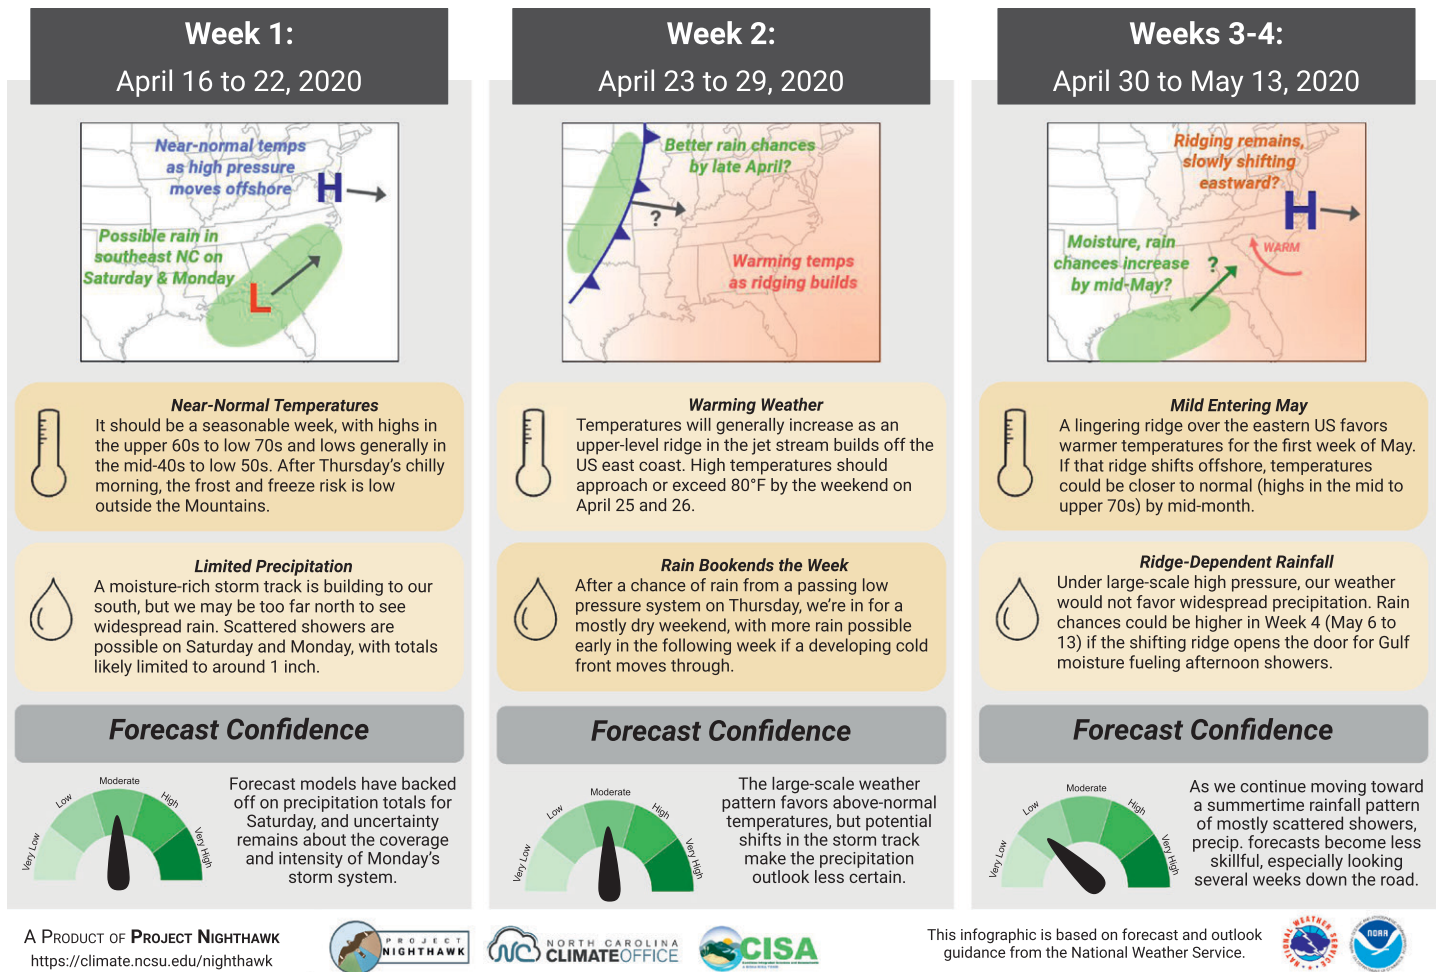 Week 1:
April 16 to 22, 2020
Near-normal temps
as high pressure
moves offshore
H
Possible rain in
southeast NC on
Saturday & Monday
L
Near-Normal Temperatures
It should be a seasonable week, with highs in
the upper 60s to low 70s and lows generally in
the mid-40s to low 50s. After Thursday's chilly
morning, the frost and freeze risk is low
outside the Mountains.
Limited Precipitation
A moisture-rich storm track is building to our
south, but we may be too far north to see
widespread rain. Scattered showers are
possible on Saturday and Monday, with totals
likely limited to around 1 inch.
Forecast Confidence
Very Low
Low
Moderate
High
Very High
Forecast models have backed
off on precipitation totals for
Saturday, and uncertainty
remains about the coverage
and intensity of Monday's
storm system.
Week 2:
April 23 to 29, 2020
Better rain chances
by late April?
?
Warming temps
as ridging builds
Warming Weather
Temperatures will generally increase as an
upper-level ridge in the jet stream builds off the
US east coast. High temperatures should
approach or exceed 80°F by the weekend on
April 25 and 26.
Rain Bookends the Week
After a chance of rain from a passing low
pressure system on Thursday, we're in for a
mostly dry weekend, with more rain possible
early in the following week if a developing cold
front moves through.
Forecast Confidence
Very Low
Low
Moderate
High
Very High
The large-scale weather
pattern favors above-normal
temperatures, but potential
shifts in the storm track
make the precipitation
outlook less certain.
Weeks 3-4:
April 30 to May 13, 2020
Ridging remains,
slowly shifting
eastward?
H
WARM
Moisture, rain
chances increase
by mid-May?
?
Mild Entering May
A lingering ridge over the eastern US favors
warmer temperatures for the first week of May.
If that ridge shifts offshore, temperatures
could be closer to normal (highs in the mid to
upper 70s) by mid-month.
Ridge-Dependent Rainfall
Under large-scale high pressure, our weather
would not favor widespread precipitation. Rain
chances could be higher in Week 4 (May 6 to
13) if the shifting ridge opens the door for Gulf
moisture fueling afternoon showers.
Forecast Confidence
Very Low
Low
Moderate
High
Very High
As we continue moving toward
a summertime rainfall pattern
of mostly scattered showers,
precip. forecasts become less
skillful, especially looking
several weeks down the road.
A Product of Project Nighthawk
https://climate.ncsu.edu/nighthawk
PROJECT
NIGHTHAWK
NC
NORTH CAROLINA
CLIMATEOFFICE
CISA
This infographic is based on forecast and outlook
guidance from the National Weather Service.
NATIONAL WEATHER SERVICE
NOAA